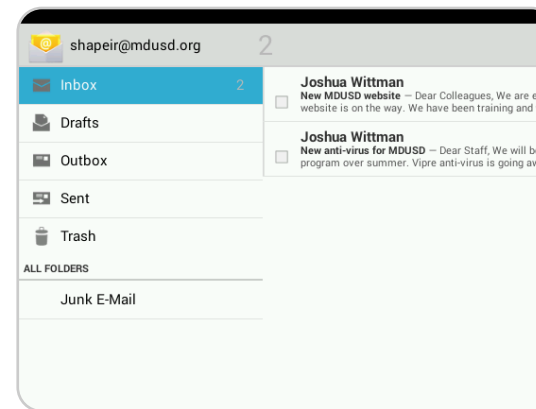 shapeir@mdusd.org 2
Inbox 2
Drafts
Outbox
Sent
Trash
ALL FOLDERS
Junk E-Mail
Joshua Wittman
New MDUSD website — Dear Colleagues, We are e
website is on the way. We have been training and
Joshua Wittman
New anti-virus for MDUSD — Dear Staff, We will be
program over summer. Vipre anti-virus is going aw